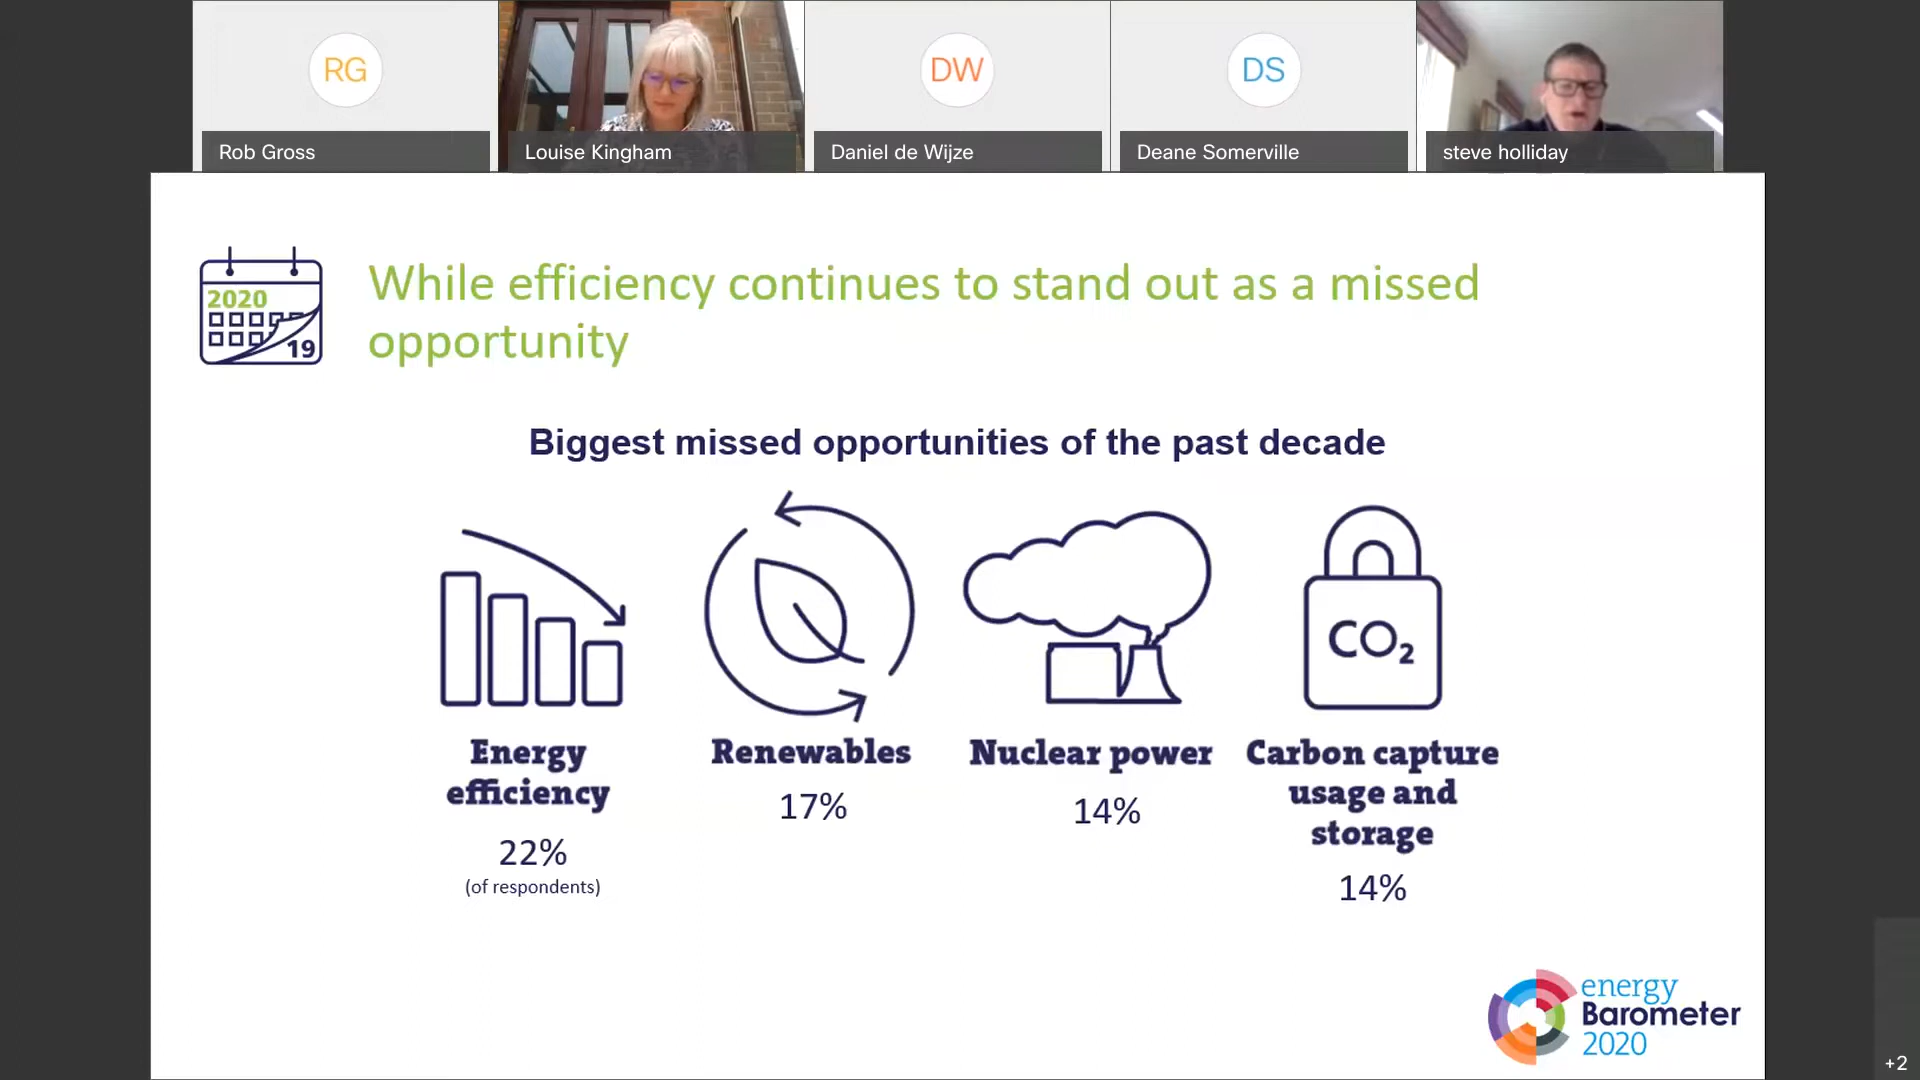 RG
DW
DS
Rob Gross
Louise Kingham
Daniel de Wijze
Deane Somerville
steve holliday
2020
19
While efficiency continues to stand out as a missed
opportunity
Biggest missed opportunities of the past decade
CO₂
Energy
efficiency
22%
(of respondents)
Renewables
17%
Nuclear power
14%
Carbon capture
usage and
storage
14%
energy
Barometer
2020
+2